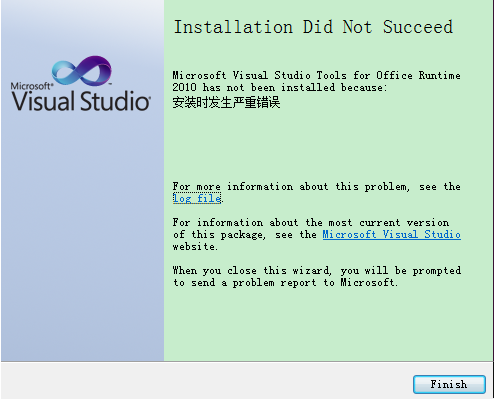 Installation Did Not Succeed
Microsoft®
Visual Studio®
Microsoft Visual Studio Tools for Office Runtime
2010 has not been installed because:
安装时发生严重错误
For more information about this problem, see the
log file.
For information about the most current version
of this package, see the Microsoft Visual Studio
website.
When you close this wizard, you will be prompted
to send a problem report to Microsoft.
Finish